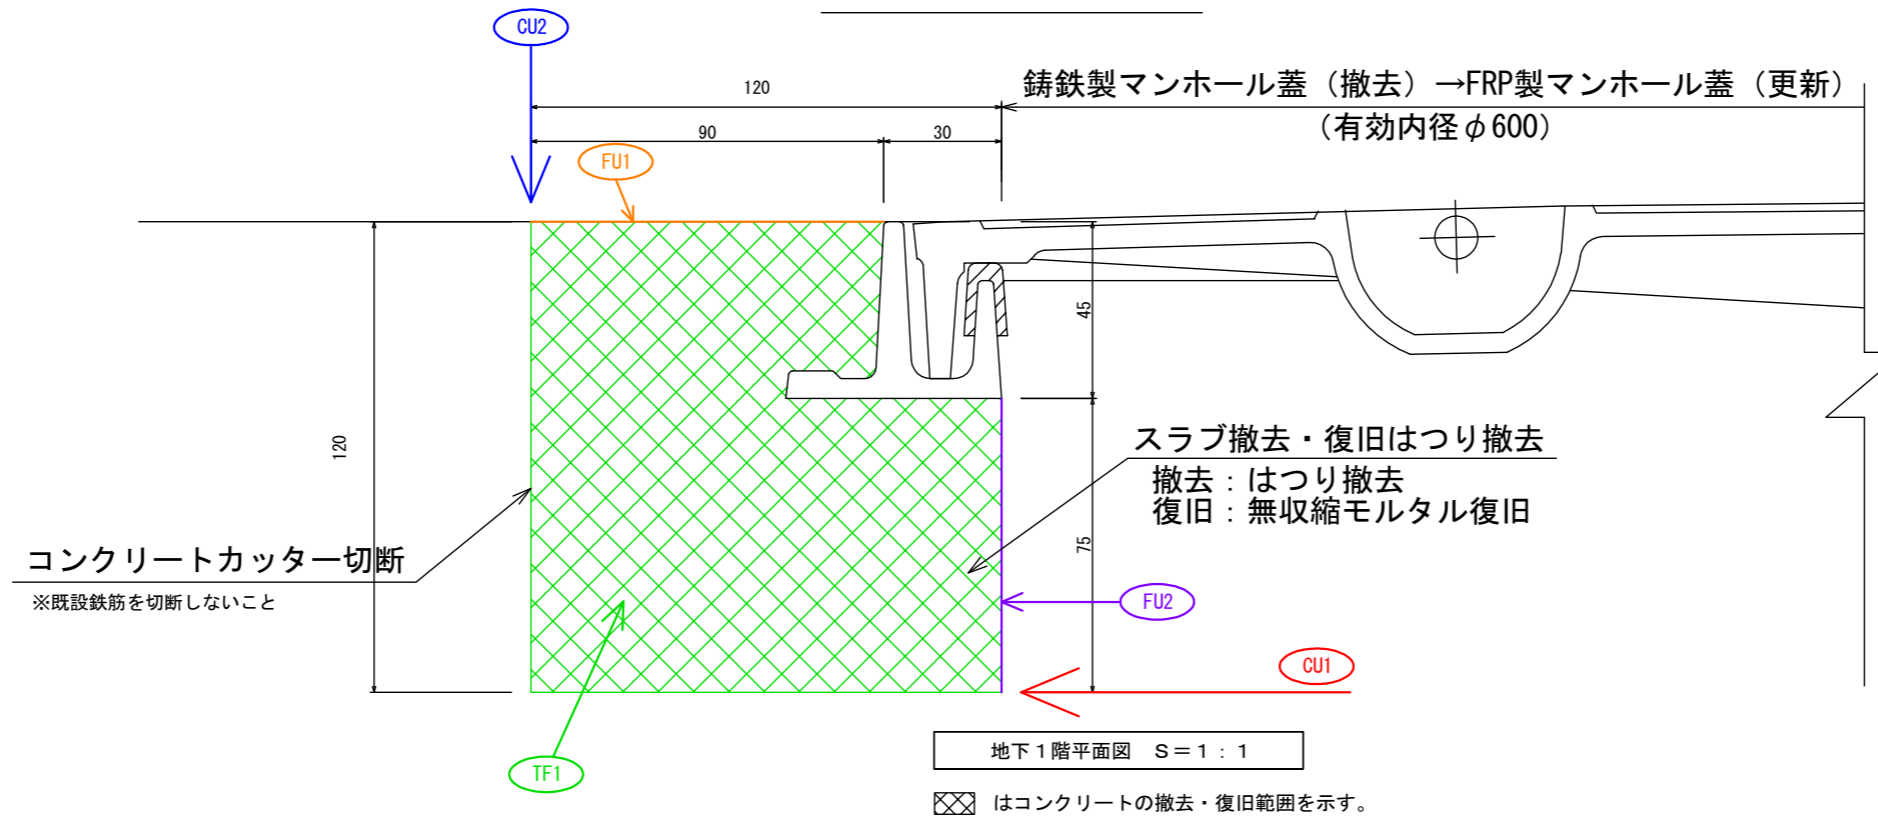 CU2
120
鋳鉄製マンホール蓋（撤去）→FRP製マンホール蓋（更新）
（有効内径φ600）
90
30
FU1
45
120
スラブ撤去・復旧はつり撤去
撤去：はつり撤去
復旧：無収縮モルタル復旧
75
コンクリートカッター切断
※既設鉄筋を切断しないこと
FU2
CU1
TF1
地下１階平面図　Ｓ＝１：１
はコンクリートの撤去・復旧範囲を示す。